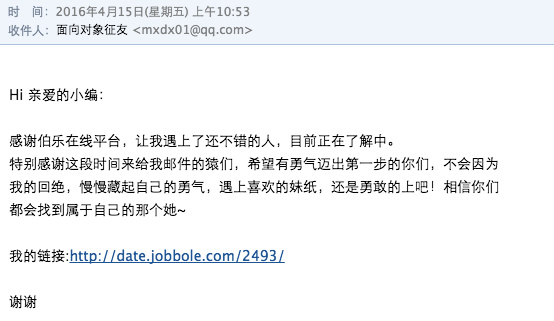 时　间：2016年4月15日(星期五) 上午10:53
收件人：面向对象征友 <mxdx01@qq.com>
Hi 亲爱的小编：
感谢伯乐在线平台，让我遇上了还不错的人，目前正在了解中。
特别感谢这段时间来给我邮件的猿们，希望有勇气迈出第一步的你们，不会因为
我的回绝，慢慢藏起自己的勇气，遇上喜欢的妹纸，还是勇敢的上吧！相信你们
都会找到属于自己的那个她~
我的链接:http://date.jobbole.com/2493/
谢谢